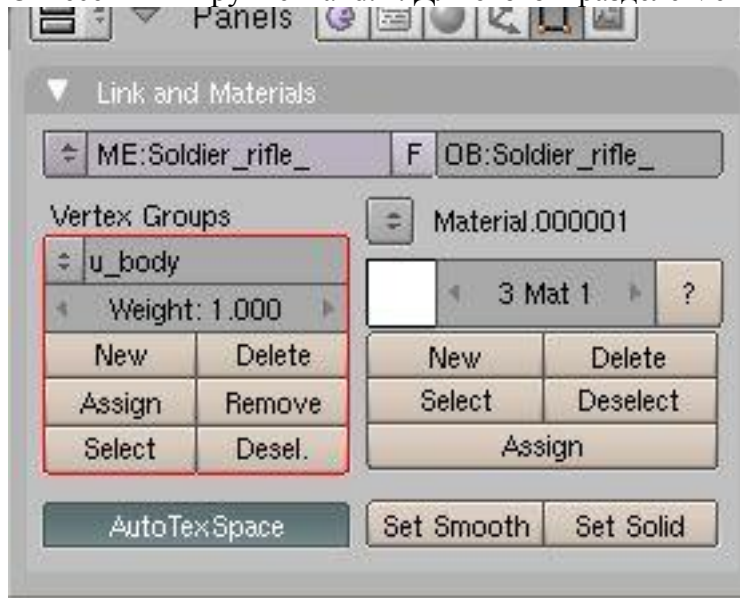 Panels
Link and Materials
ME:Soldier_rifle_ F OB:Soldier_rifle_
Vertex Groups Material.000001
u_body
Weight: 1.000 3 Mat 1 ?
New Delete New Delete
Assign Remove Select Deselect
Select Desel. Assign
AutoTexSpace Set Smooth Set Solid